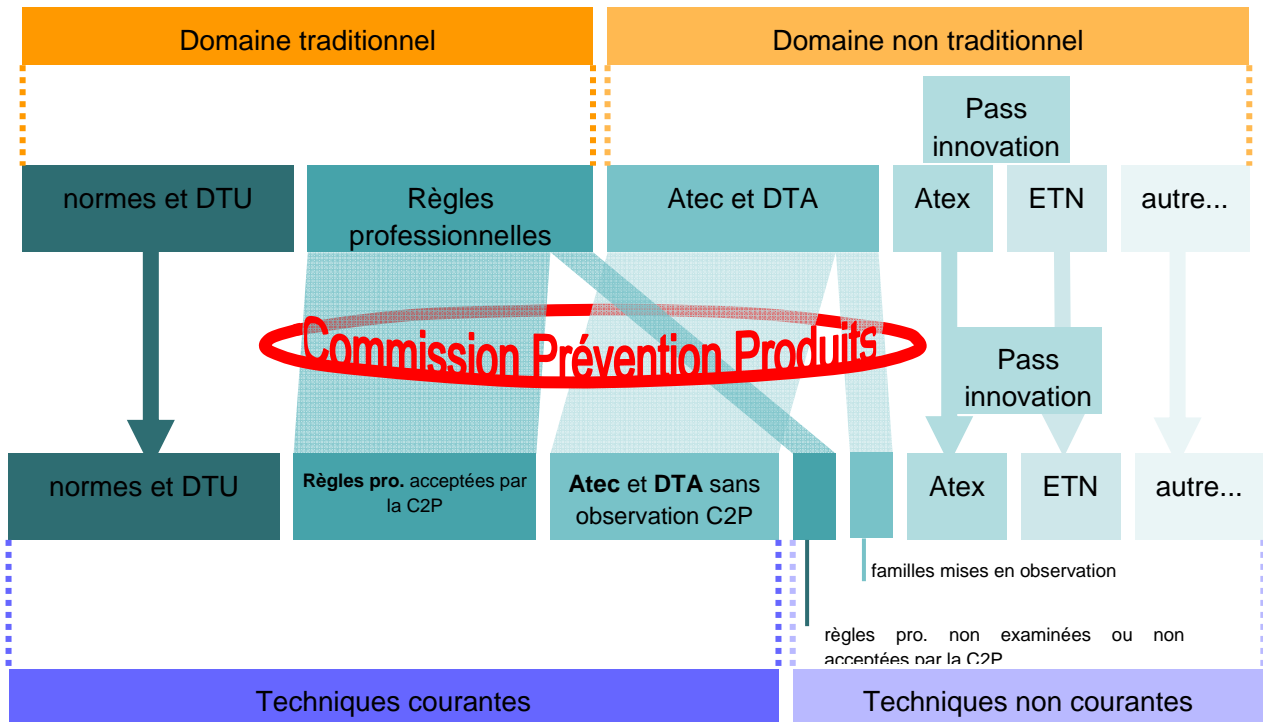 Domaine traditionnel
Domaine non traditionnel
Pass
innovation
normes et DTU
Règles
professionnelles
Atec et DTA
Atex
ETN
autre...
Commission Prévention Produits
Pass
innovation
normes et DTU
Règles pro. acceptées par
la C2P
Atec et DTA sans
observation C2P
Atex
ETN
autre...
familles mises en observation
règles pro. non examinées ou non
acceptées par la C2P
Techniques courantes
Techniques non courantes